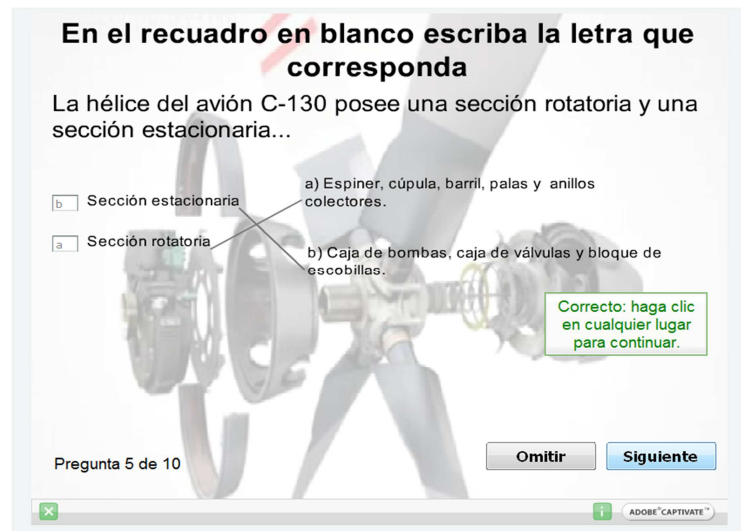 En el recuadro en blanco escriba la letra que
corresponda
La hélice del avión C-130 posee una sección rotatoria y una
sección estacionaria...
b Sección estacionaria
a Sección rotatoria
a) Espiner, cúpula, barril, palas y anillos
colectores.
b) Caja de bombas, caja de válvulas y bloque de
escobillas.
Correcto: haga clic
en cualquier lugar
para continuar.
Pregunta 5 de 10
Omitir
Siguiente
i
ADOBE® CAPTIVATE™